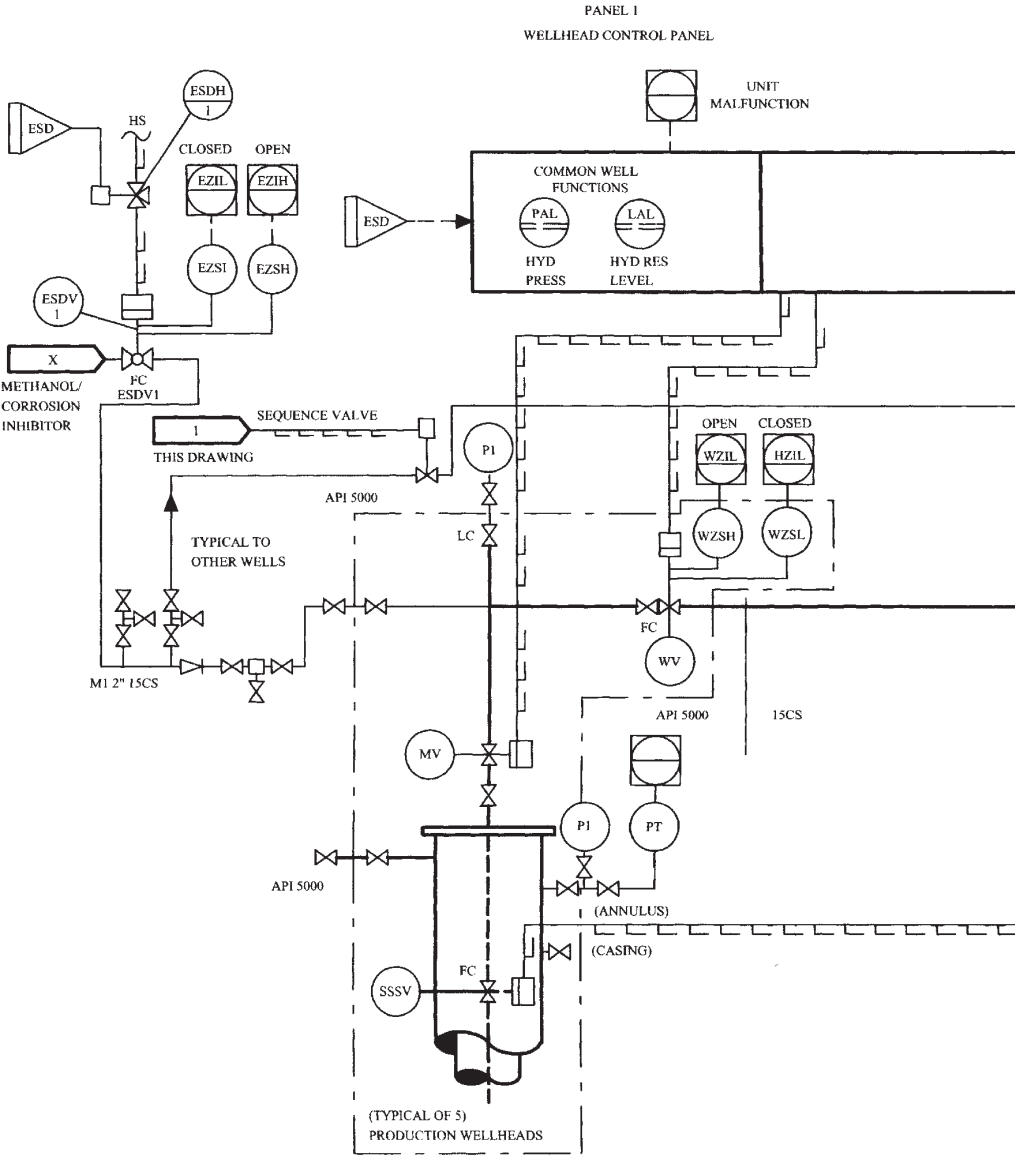 PANEL 1
WELLHEAD CONTROL PANEL
ESDH
1
ESD
HS
UNIT
MALFUNCTION
CLOSED
OPEN
EZIL
EZIH
COMMON WELL
FUNCTIONS
ESD
PAL
LAL
HYD
PRESS
HYD RES
LEVEL
EZSI
EZSH
ESDV
1
X
FC
ESDV1
METHANOL/
CORROSION
INHIBITOR
SEQUENCE VALVE
1
THIS DRAWING
P1
OPEN
CLOSED
WZIL
HZIL
API 5000
LC
WZSH
WZSL
TYPICAL TO
OTHER WELLS
FC
WV
M1 2" 15CS
API 5000
15CS
MV
P1
PT
API 5000
(ANNULUS)
(CASING)
FC
SSSV
(TYPICAL OF 5)
PRODUCTION WELLHEADS